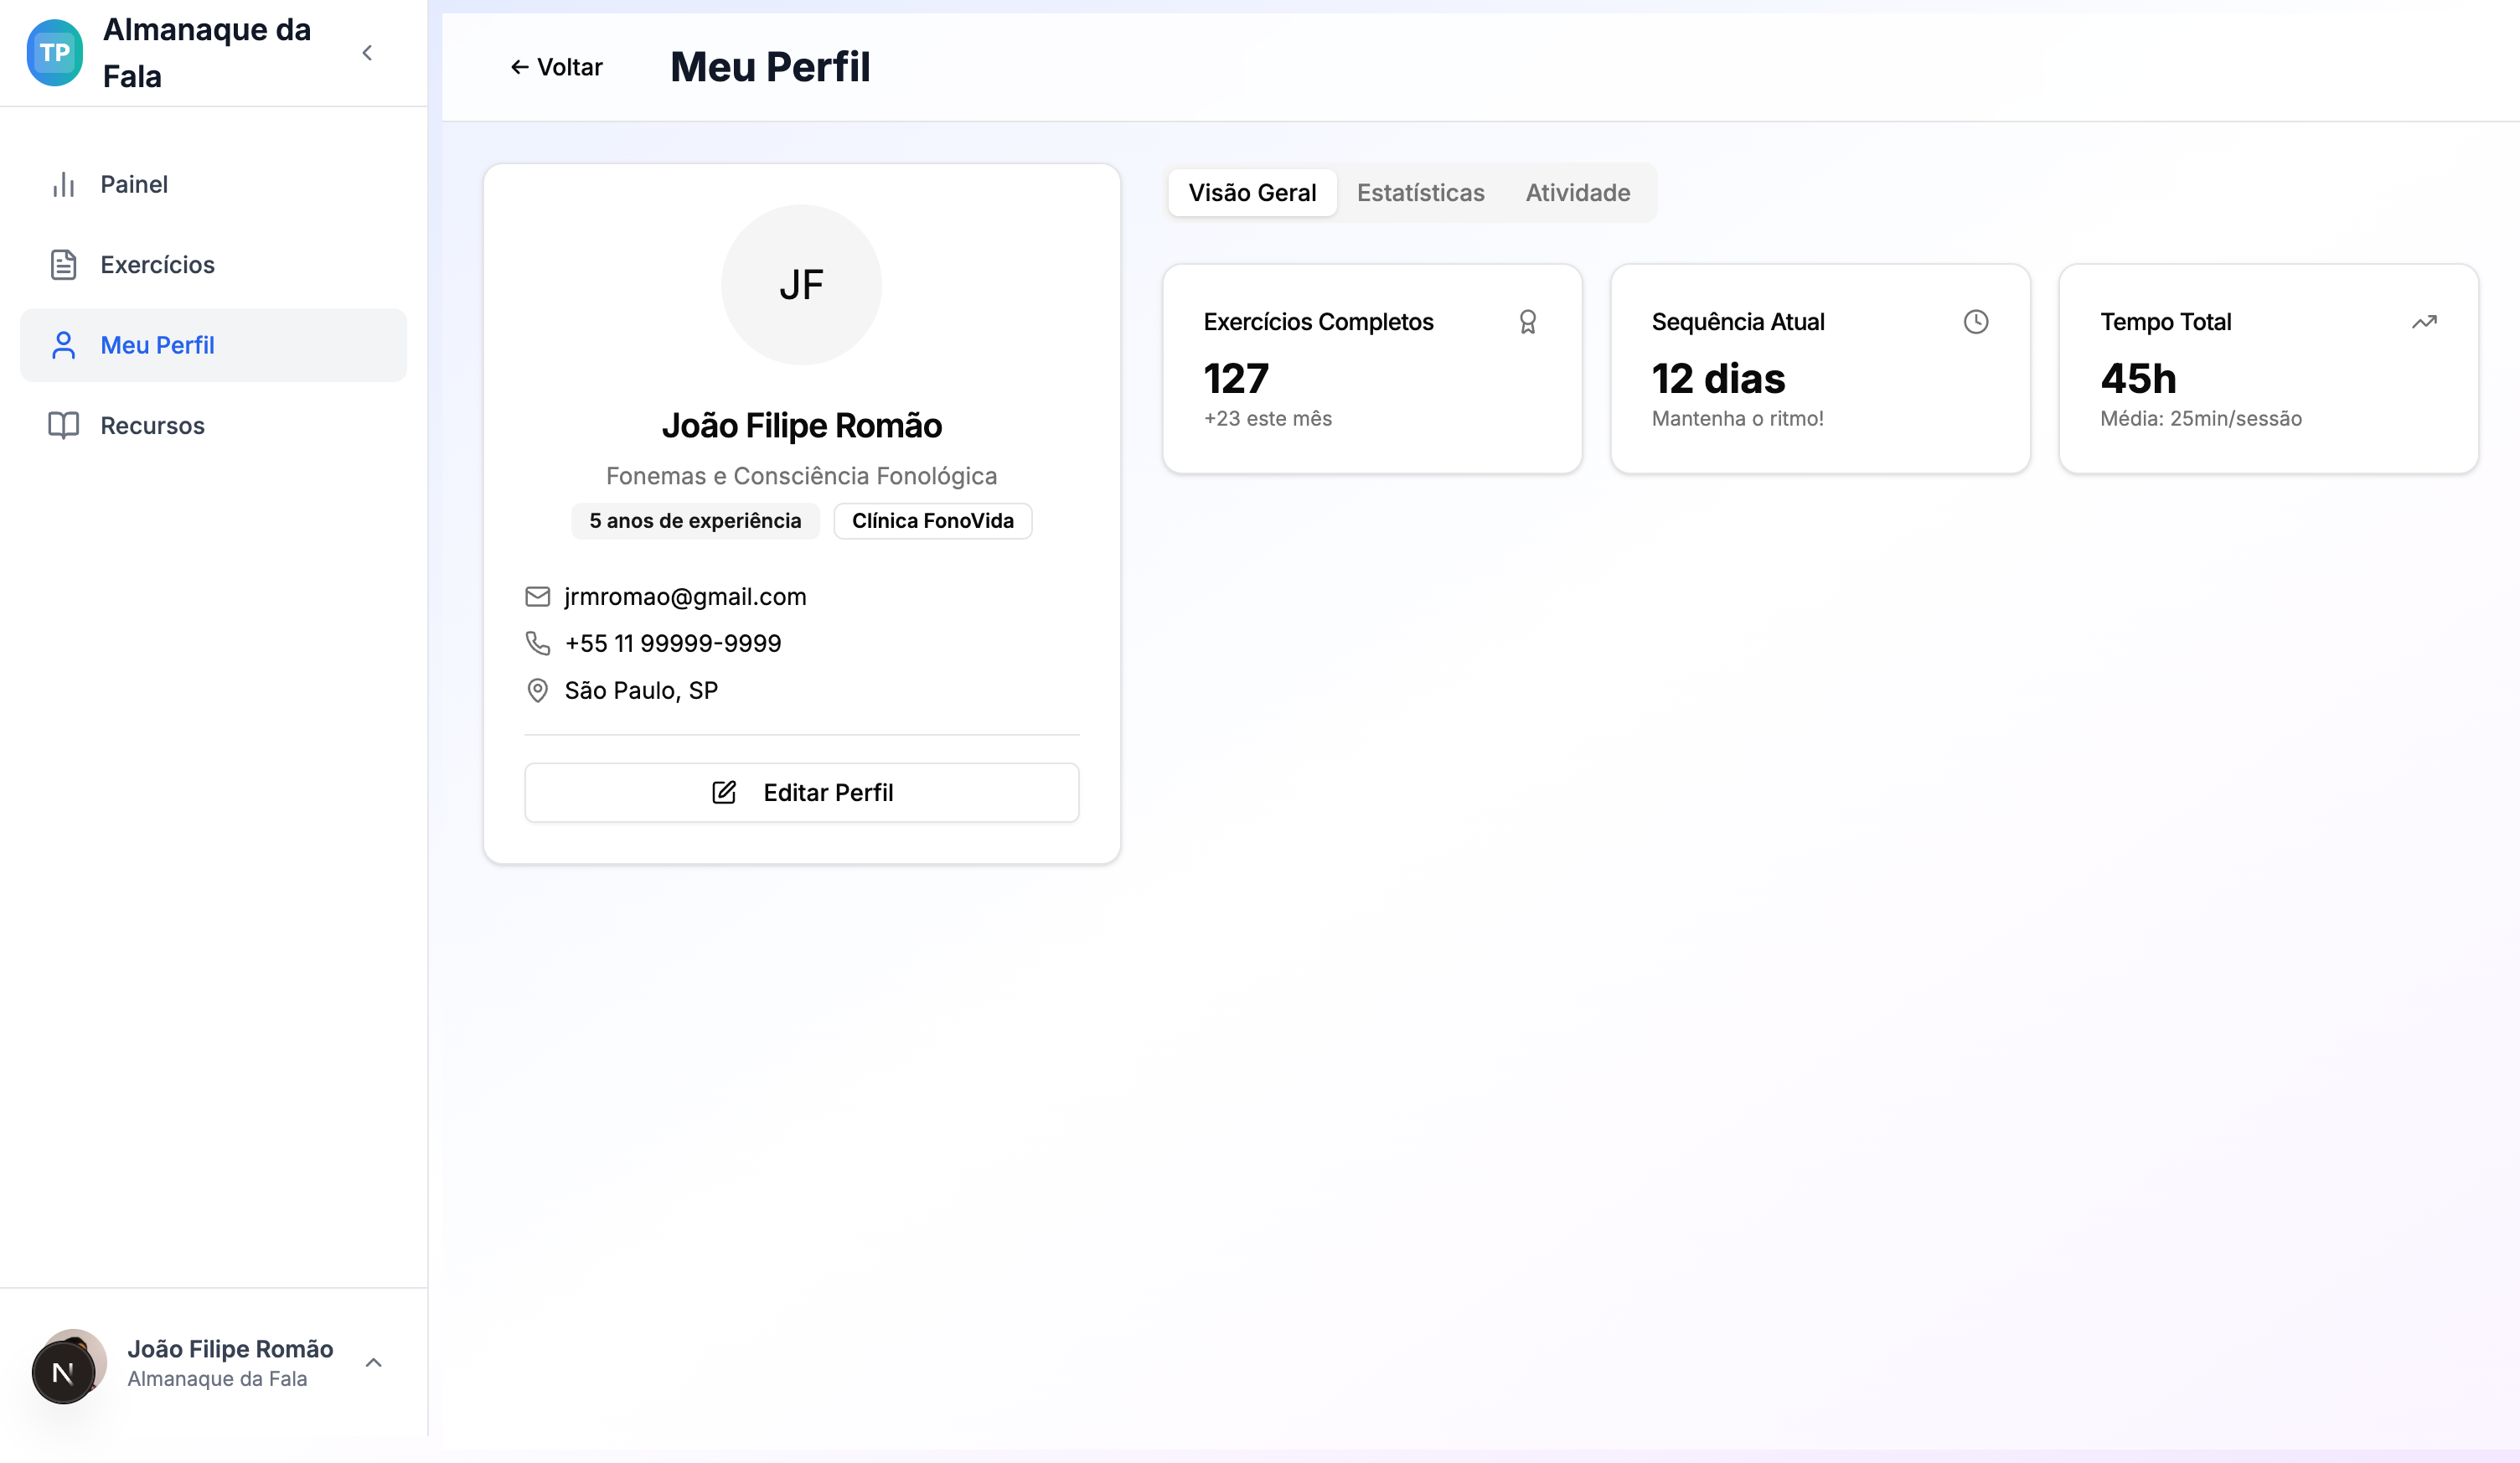 TP
Almanaque da
Fala
Painel
Exercícios
Meu Perfil
Recursos
João Filipe Romão
Almanaque da Fala
N
Voltar
Meu Perfil
JF
João Filipe Romão
Fonemas e Consciência Fonológica
5 anos de experiência
Clínica FonoVida
jrmromao@gmail.com
+55 11 99999-9999
São Paulo, SP
Editar Perfil
Visão Geral
Estatísticas
Atividade
Exercícios Completos
127
+23 este mês
Sequência Atual
12 dias
Mantenha o ritmo!
Tempo Total
45h
Média: 25min/sessão